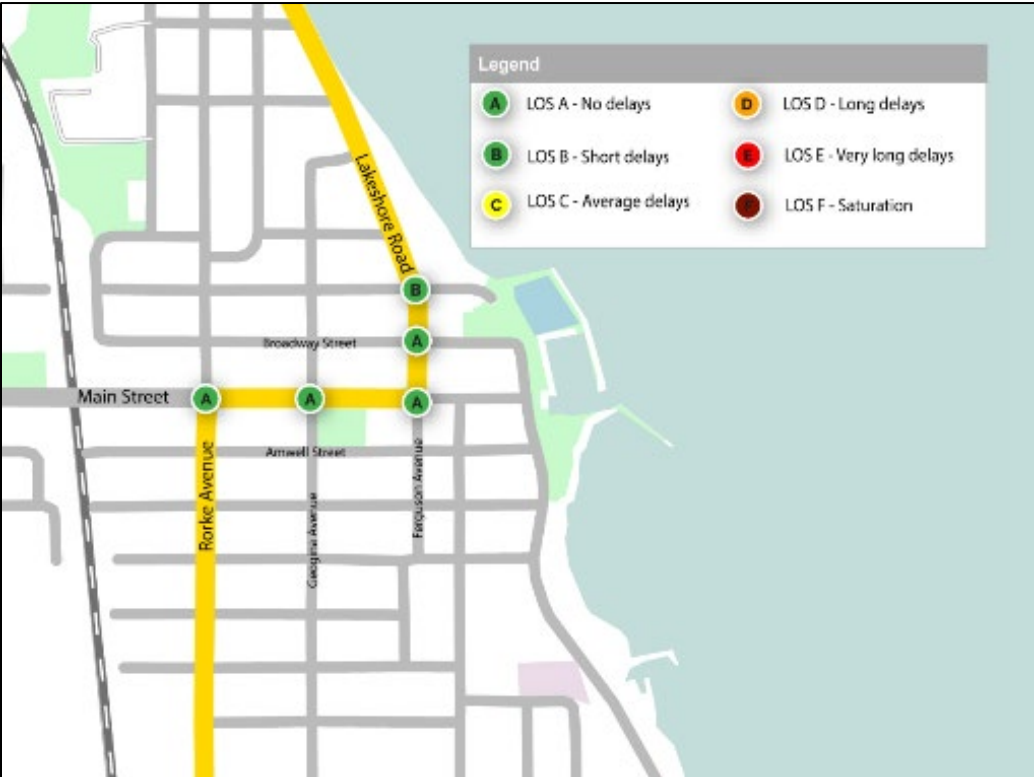 Legend
A LOS A - No delays
D LOS D - Long delays
B LOS B - Short delays
E LOS E - Very long delays
C LOS C - Average delays
F LOS F - Saturation
Lakeshore Road
B
Broadway Street
A
Main Street
A
A
A
Amwell Street
Rorke Avenue
Georgina Avenue
Ferguson Avenue